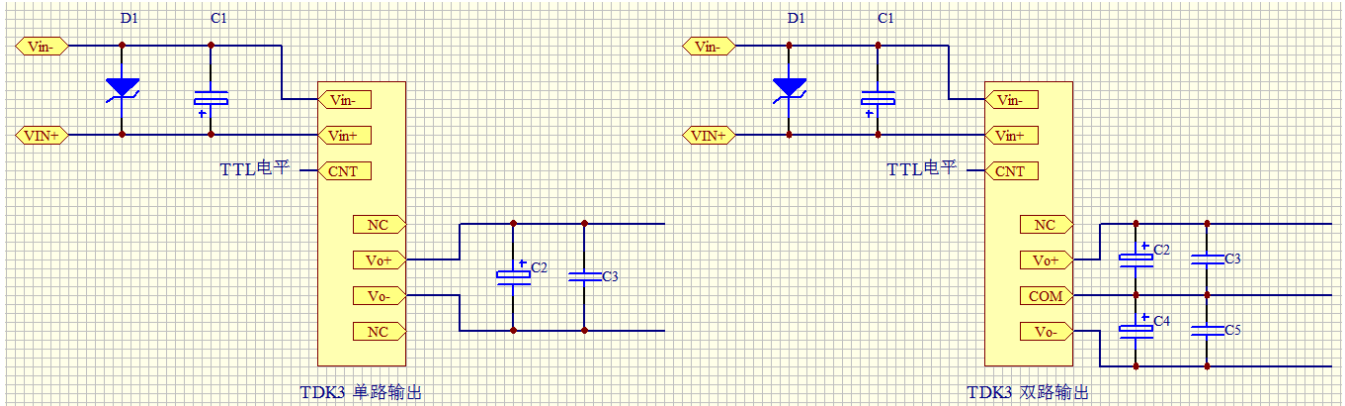 D1
C1
Vin-
Vin-
VIN+
Vin+
TTL电平
CNT
NC
Vo+
Vo-
NC
C2
C3
TDK3 单路输出
D1
C1
Vin-
Vin-
VIN+
Vin+
TTL电平
CNT
NC
Vo+
COM
Vo-
C2
C3
C4
C5
TDK3 双路输出